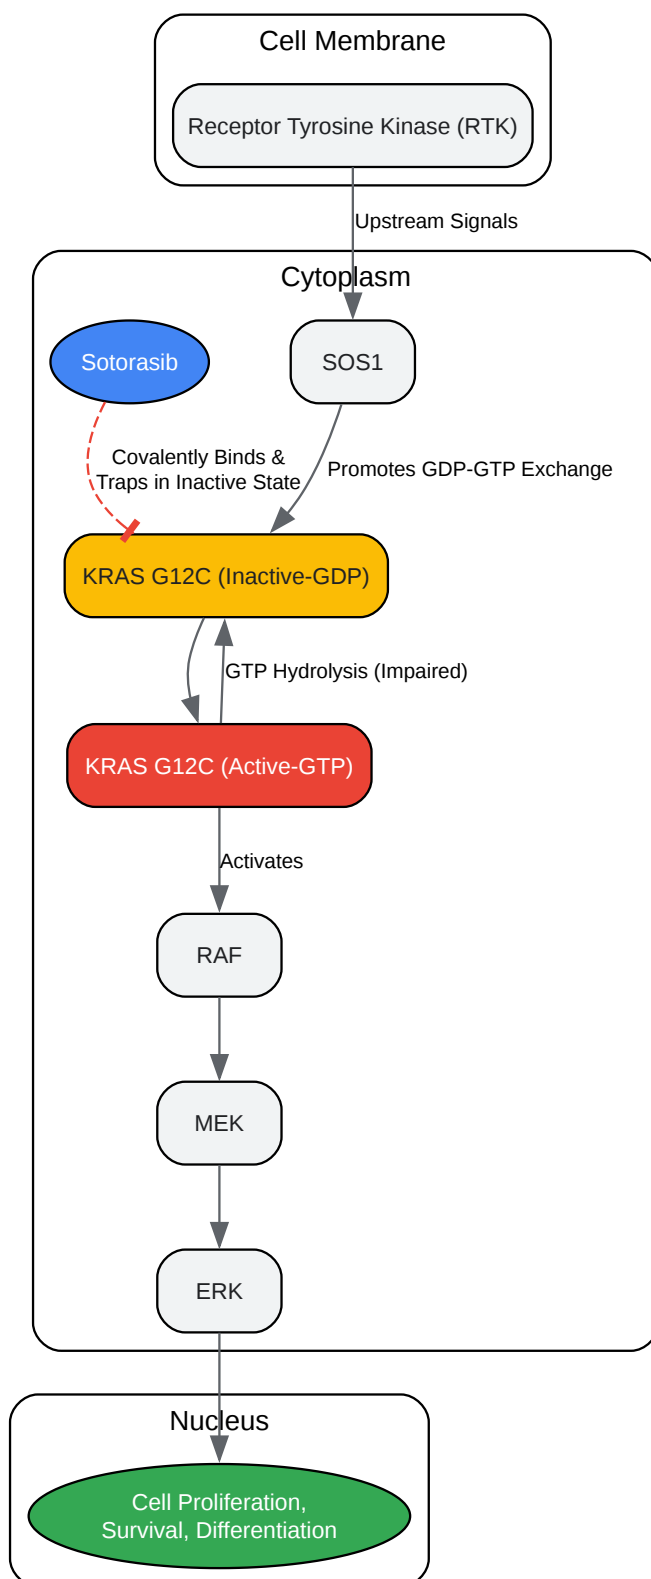 Cell Membrane
Receptor Tyrosine Kinase (RTK)
Upstream Signals
Cytoplasm
Sotorasib
SOS1
Covalently Binds &
Traps in Inactive State
Promotes GDP-GTP Exchange
KRAS G12C (Inactive-GDP)
GTP Hydrolysis (Impaired)
KRAS G12C (Active-GTP)
Activates
RAF
MEK
ERK
Nucleus
Cell Proliferation,
Survival, Differentiation